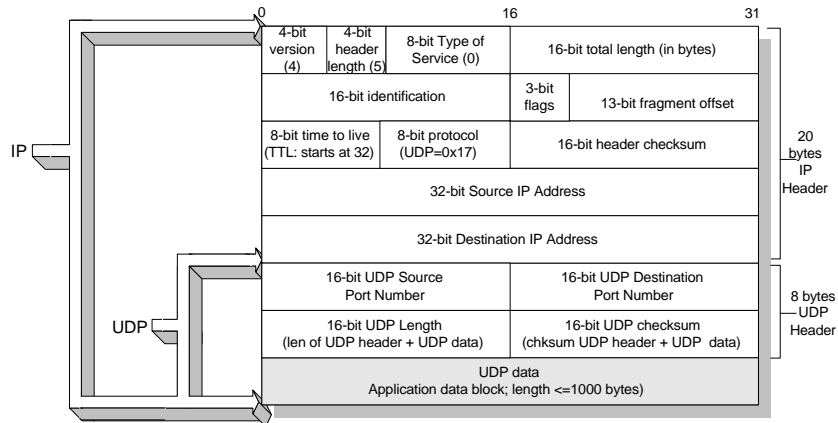 0 16 31
4-bit
version
(4)
4-bit
header
length (5)
8-bit Type of
Service (0)
16-bit total length (in bytes)
16-bit identification
3-bit
flags
13-bit fragment offset
8-bit time to live
(TTL: starts at 32)
8-bit protocol
(UDP=0x17)
16-bit header checksum
20
bytes
IP
Header
IP
32-bit Source IP Address
32-bit Destination IP Address
16-bit UDP Source
Port Number
16-bit UDP Destination
Port Number
8 bytes
UDP
Header
UDP
16-bit UDP Length
(len of UDP header + UDP data)
16-bit UDP checksum
(chksum UDP header + UDP data)
UDP data
Application data block; length <=1000 bytes)